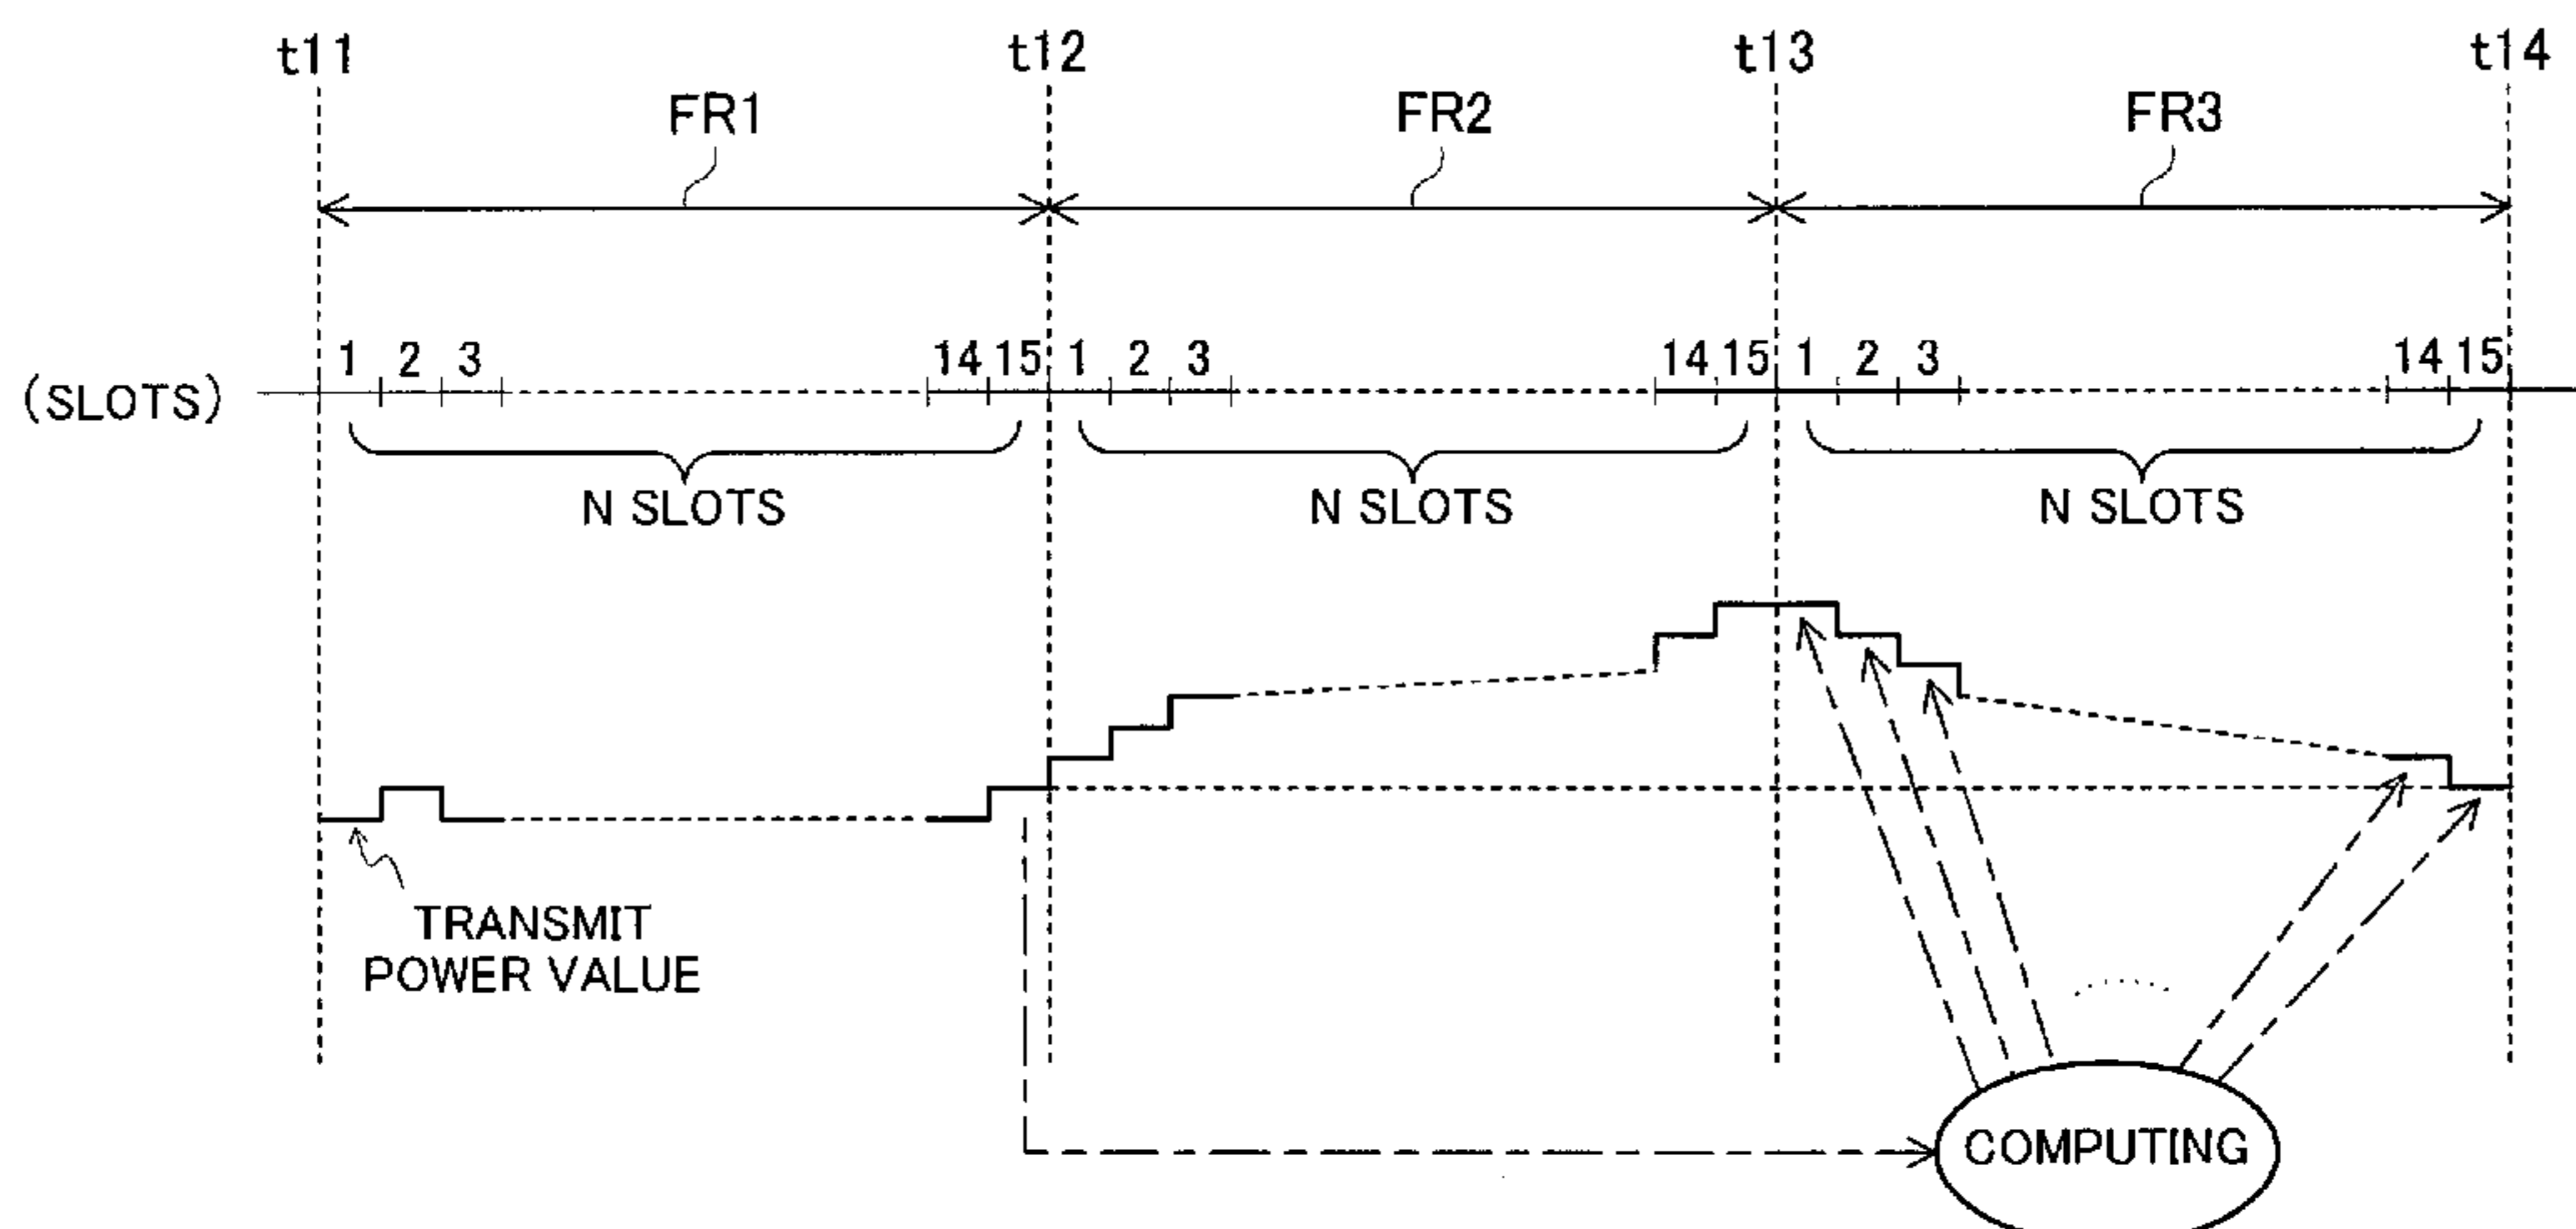 t11 t12 t13 t14
FR1 FR2 FR3
1 2 3 14 15 1 2 3 14 15 1 2 3 14 15
(SLOTS)
N SLOTS N SLOTS N SLOTS
TRANSMIT
POWER VALUE
COMPUTING